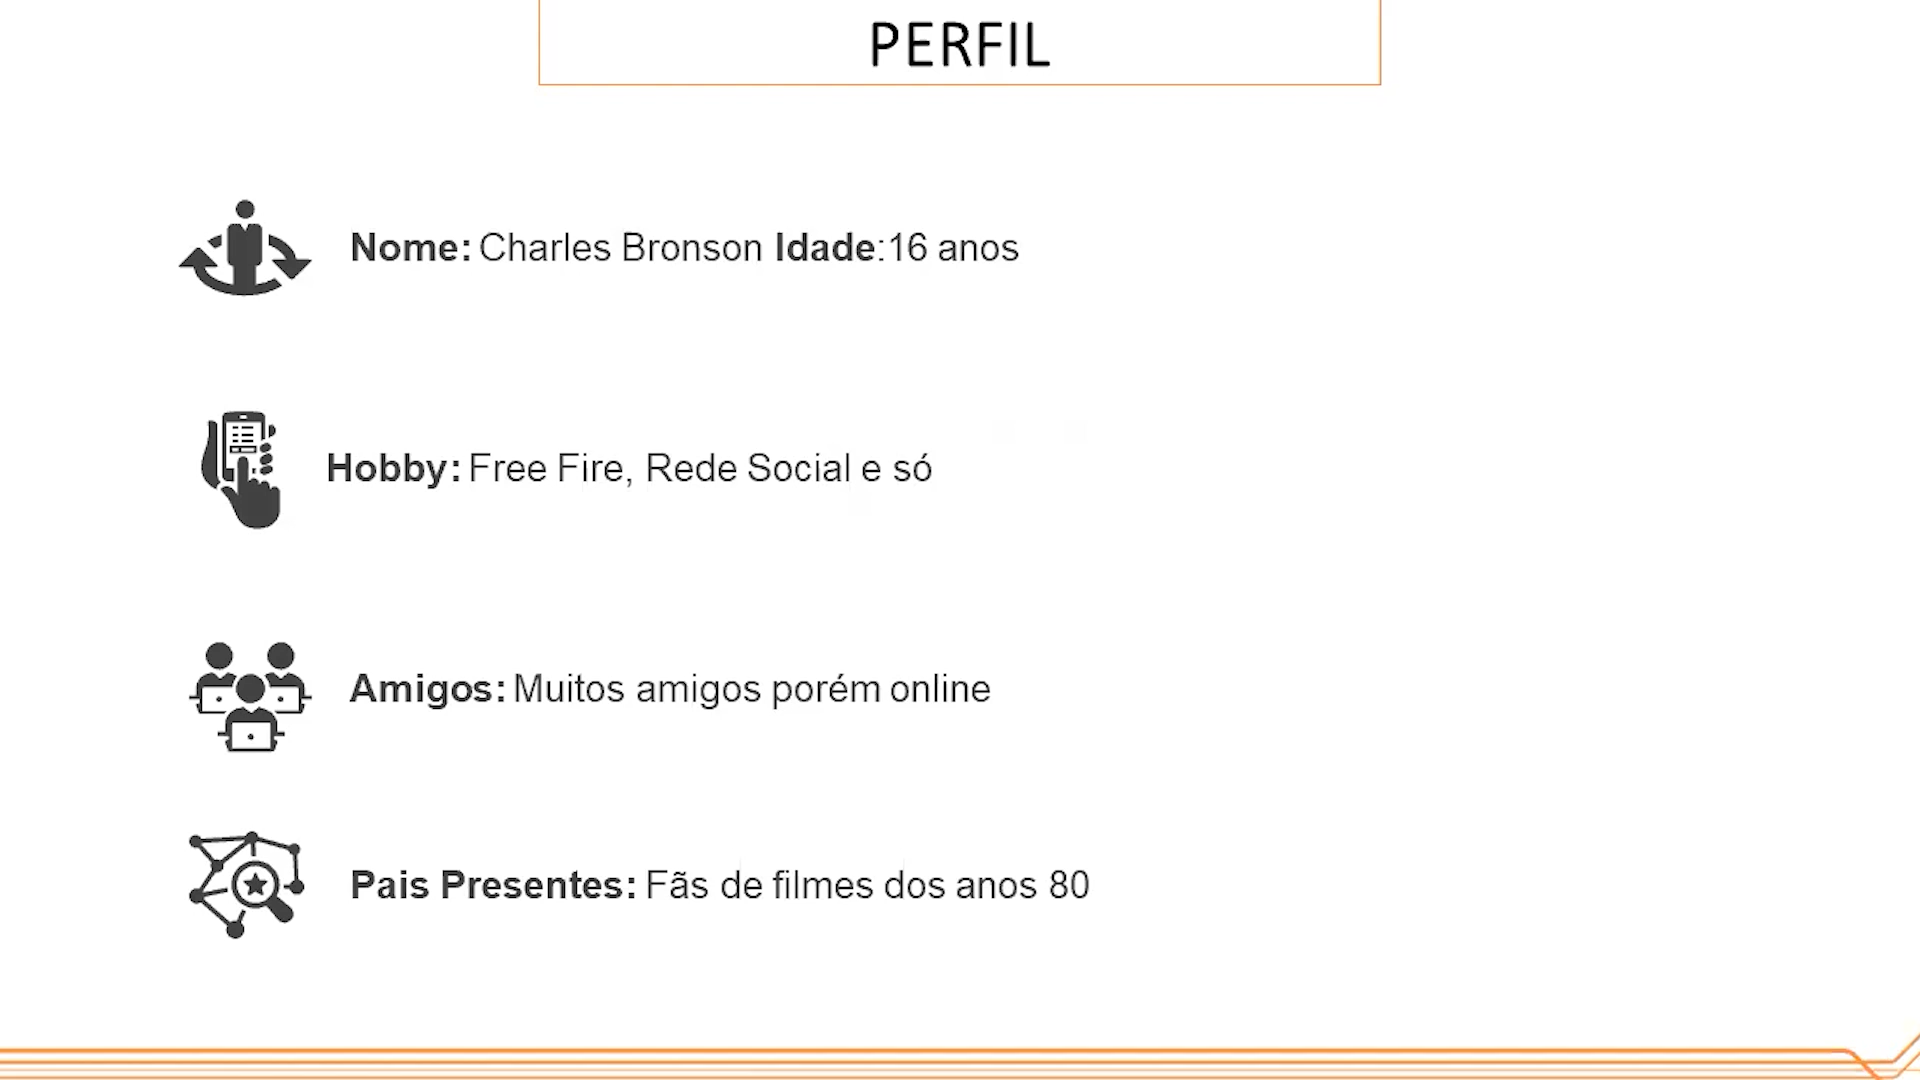 PERFIL
Nome: Charles Bronson Idade:16 anos
Hobby: Free Fire, Rede Social e só
Amigos: Muitos amigos porém online
Pais Presentes: Fãs de filmes dos anos 80